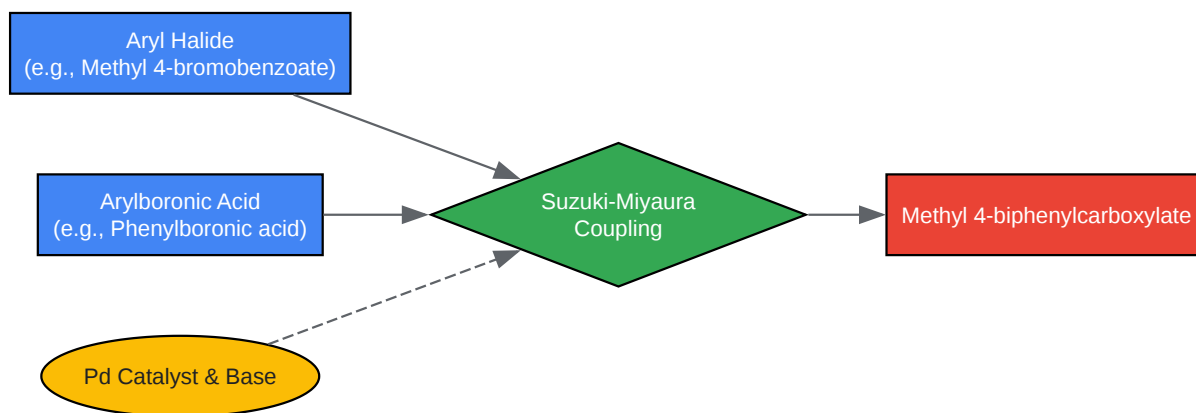 Aryl Halide
(e.g., Methyl 4-bromobenzoate)
Arylboronic Acid
(e.g., Phenylboronic acid)
Pd Catalyst & Base
Suzuki-Miyaura
Coupling
Methyl 4-biphenylcarboxylate